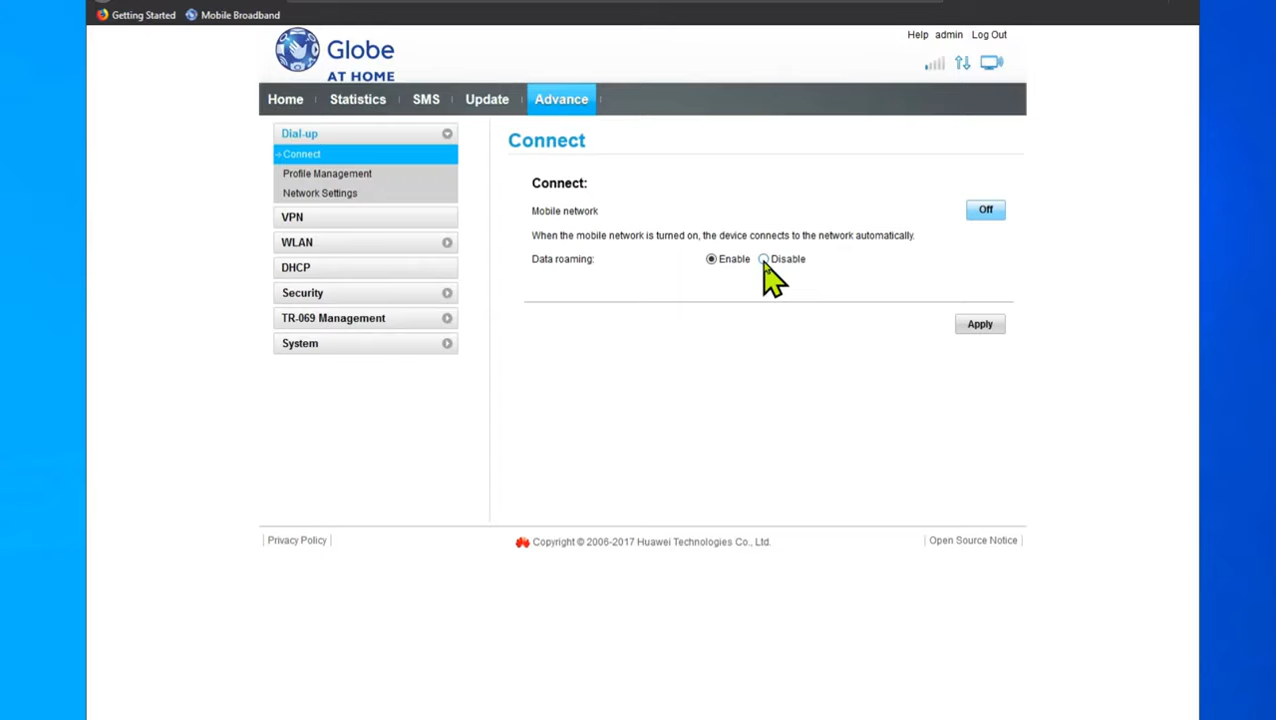 Getting Started Mobile Broadband
Help admin Log Out
Globe
AT HOME
Home Statistics SMS Update Advance
Dial-up
Connect
Profile Management
Network Settings
VPN
WLAN
DHCP
Security
TR-069 Management
System
Connect
Connect:
Mobile network Off
When the mobile network is turned on, the device connects to the network automatically.
Data roaming: Enable Disable
Apply
Privacy Policy Copyright © 2006-2017 Huawei Technologies Co., Ltd. Open Source Notice